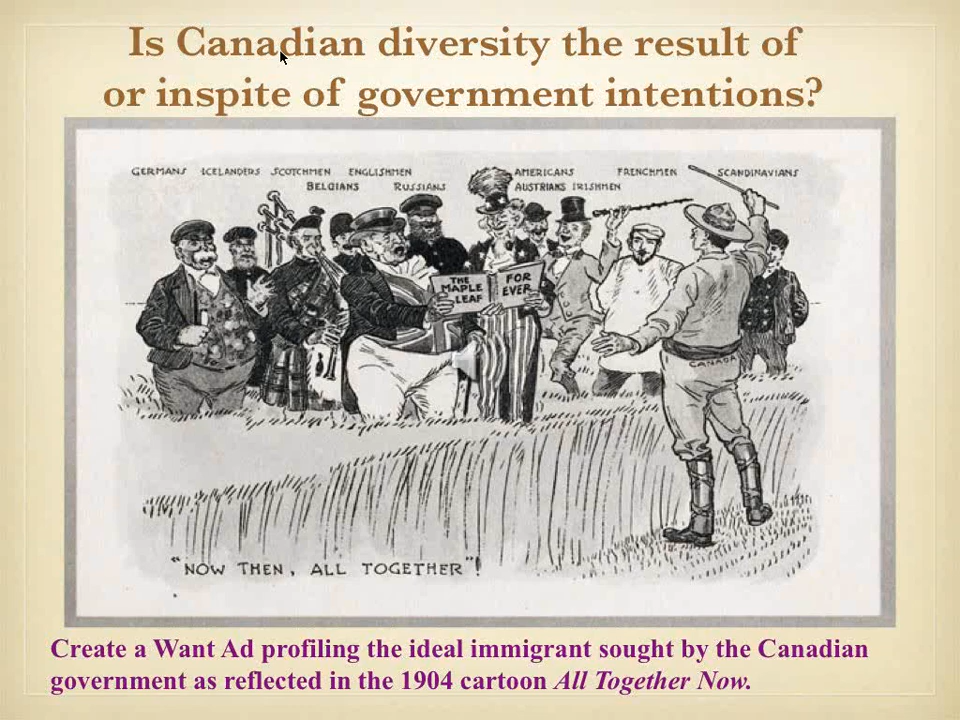 Is Canadian diversity the result of
or inspite of government intentions?
GERMANS ICELANDERS SCOTCHMEN ENGLISHMEN AMERICANS FRENCHMEN SCANDINAVIANS
BELGIANS RUSSIANS AUSTRIANS IRISHMEN
THE MAPLE LEAF
FOR EVER
CANADA
"NOW THEN, ALL TOGETHER"!
Create a Want Ad profiling the ideal immigrant sought by the Canadian
government as reflected in the 1904 cartoon All Together Now.